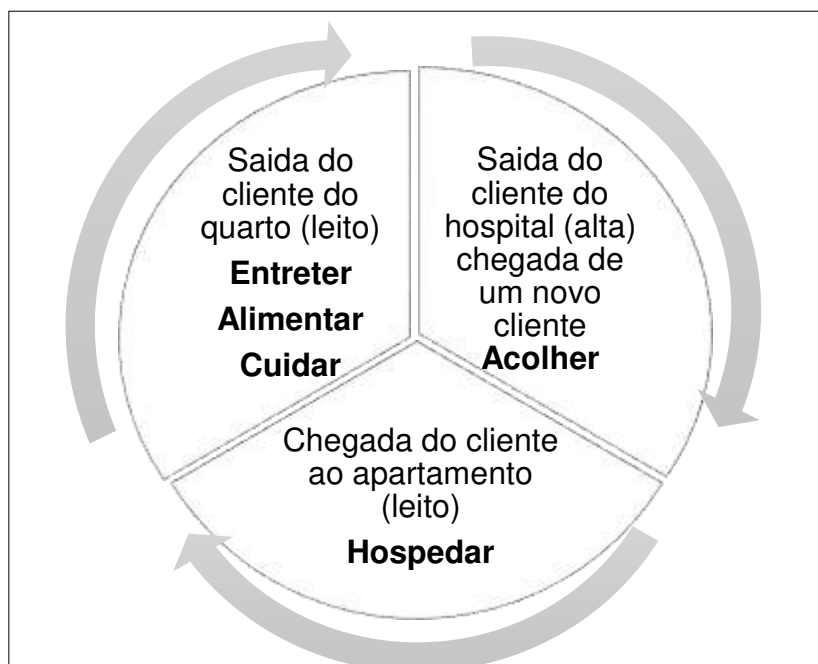 Saida do
cliente do
quarto (leito)
Entreter
Alimentar
Cuidar
Saida do
cliente do
hospital (alta)
chegada de
um novo
cliente
Acolher
Chegada do cliente
ao apartamento
(leito)
Hospedar